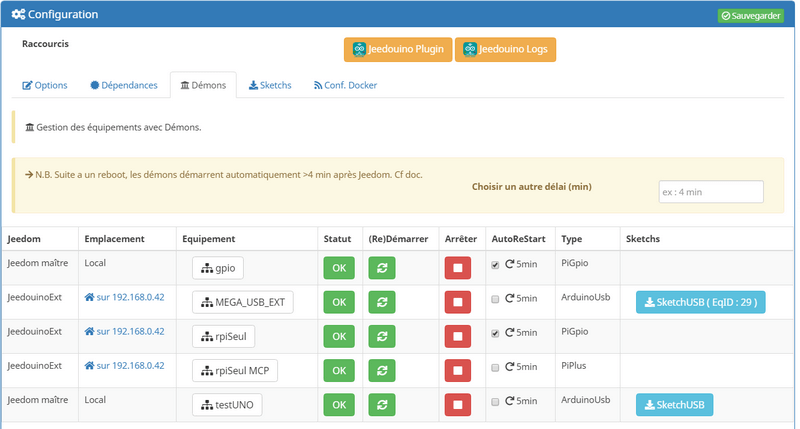 Configuration
Sauvegarder
Raccourcis
Jeedouino Plugin
Jeedouino Logs
Options
Dépendances
Démons
Sketchs
Conf. Docker
Gestion des équipements avec Démons.
N.B. Suite a un reboot, les démons démarrent automatiquement >4 min après Jeedom. Cf doc.
Choisir un autre délai (min)
ex : 4 min
Jeedom Emplacement Equipement Statut (Re)Démarrer Arrêter AutoReStart Type Sketchs
Jeedom maître Local gpio OK 5min PiGpio
JeedouinoExt sur 192.168.0.42 MEGA_USB_EXT OK 5min ArduinoUsb SketchUSB ( EqID : 29 )
JeedouinoExt sur 192.168.0.42 rpiSeul OK 5min PiGpio
JeedouinoExt sur 192.168.0.42 rpiSeul MCP OK 5min PiPlus
Jeedom maître Local testUNO OK 5min ArduinoUsb SketchUSB